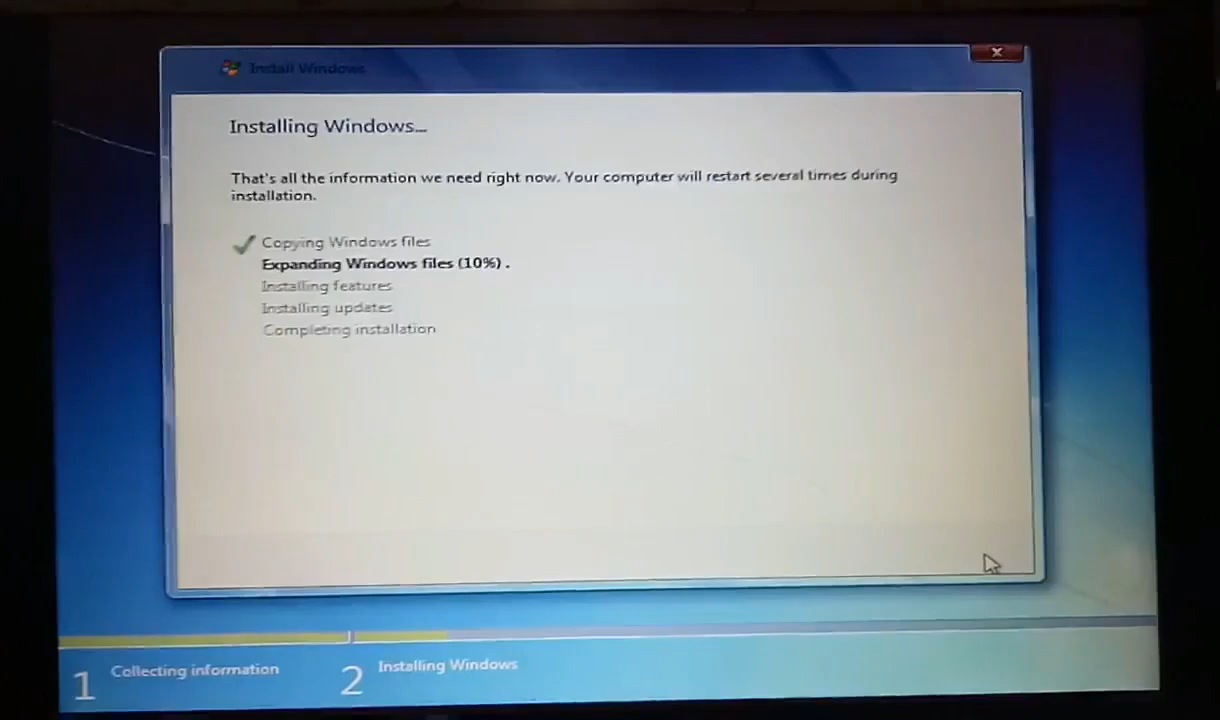 Install Windows
Installing Windows...
That's all the information we need right now. Your computer will restart several times during
installation.
Copying Windows files
Expanding Windows files (10%) .
Installing features
Installing updates
Completing installation
1 Collecting information
2 Installing Windows